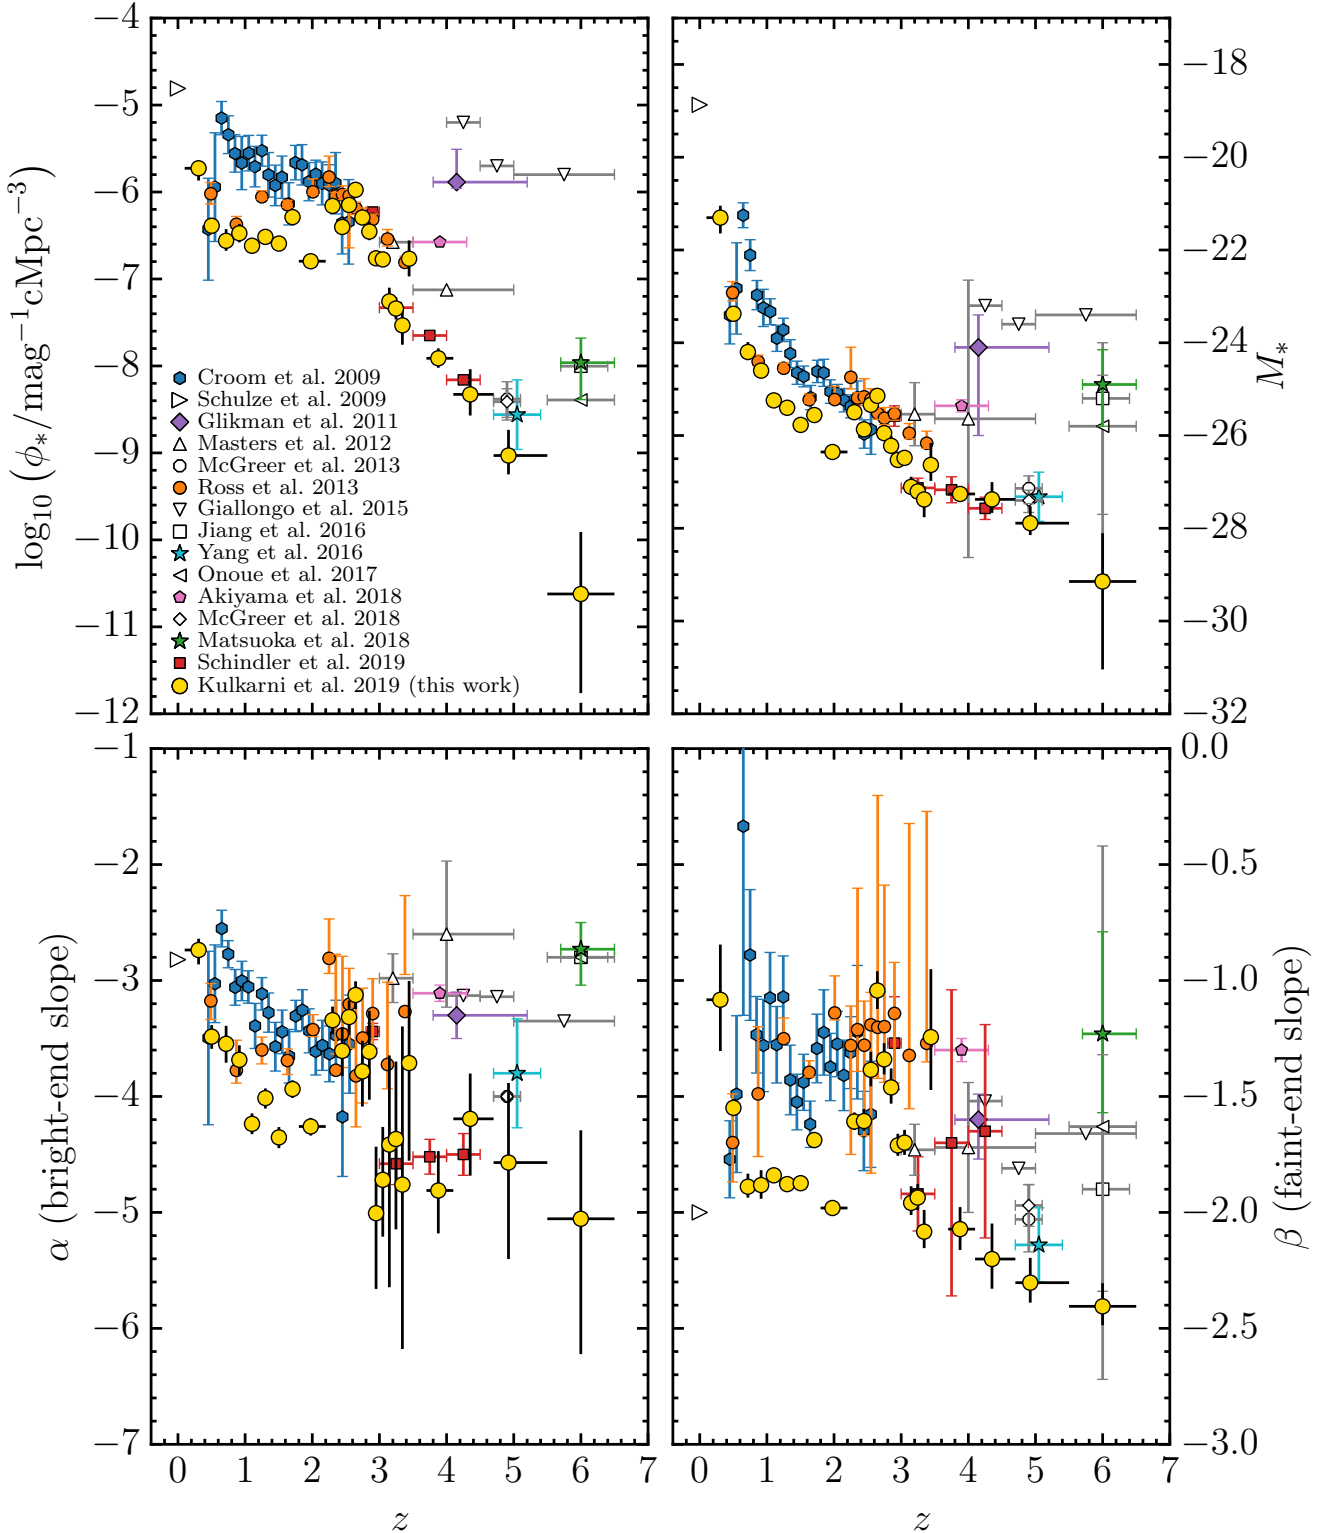 −4
−5
−6
−7
−8
−9
−10
−11
−12
log₁₀ (ϕ∗/mag⁻¹cMpc⁻³)
Croom et al. 2009
Schulze et al. 2009
Glikman et al. 2011
Masters et al. 2012
McGreer et al. 2013
Ross et al. 2013
Giallongo et al. 2015
Jiang et al. 2016
Yang et al. 2016
Onoue et al. 2017
Akiyama et al. 2018
McGreer et al. 2018
Matsuoka et al. 2018
Schindler et al. 2019
Kulkarni et al. 2019 (this work)
−18
−20
−22
−24
−26
−28
−30
−32
M∗
−1
−2
−3
−4
−5
−6
−7
α (bright-end slope)
0 1 2 3 4 5 6 7
z
0.0
−0.5
−1.0
−1.5
−2.0
−2.5
−3.0
β (faint-end slope)
0 1 2 3 4 5 6 7
z